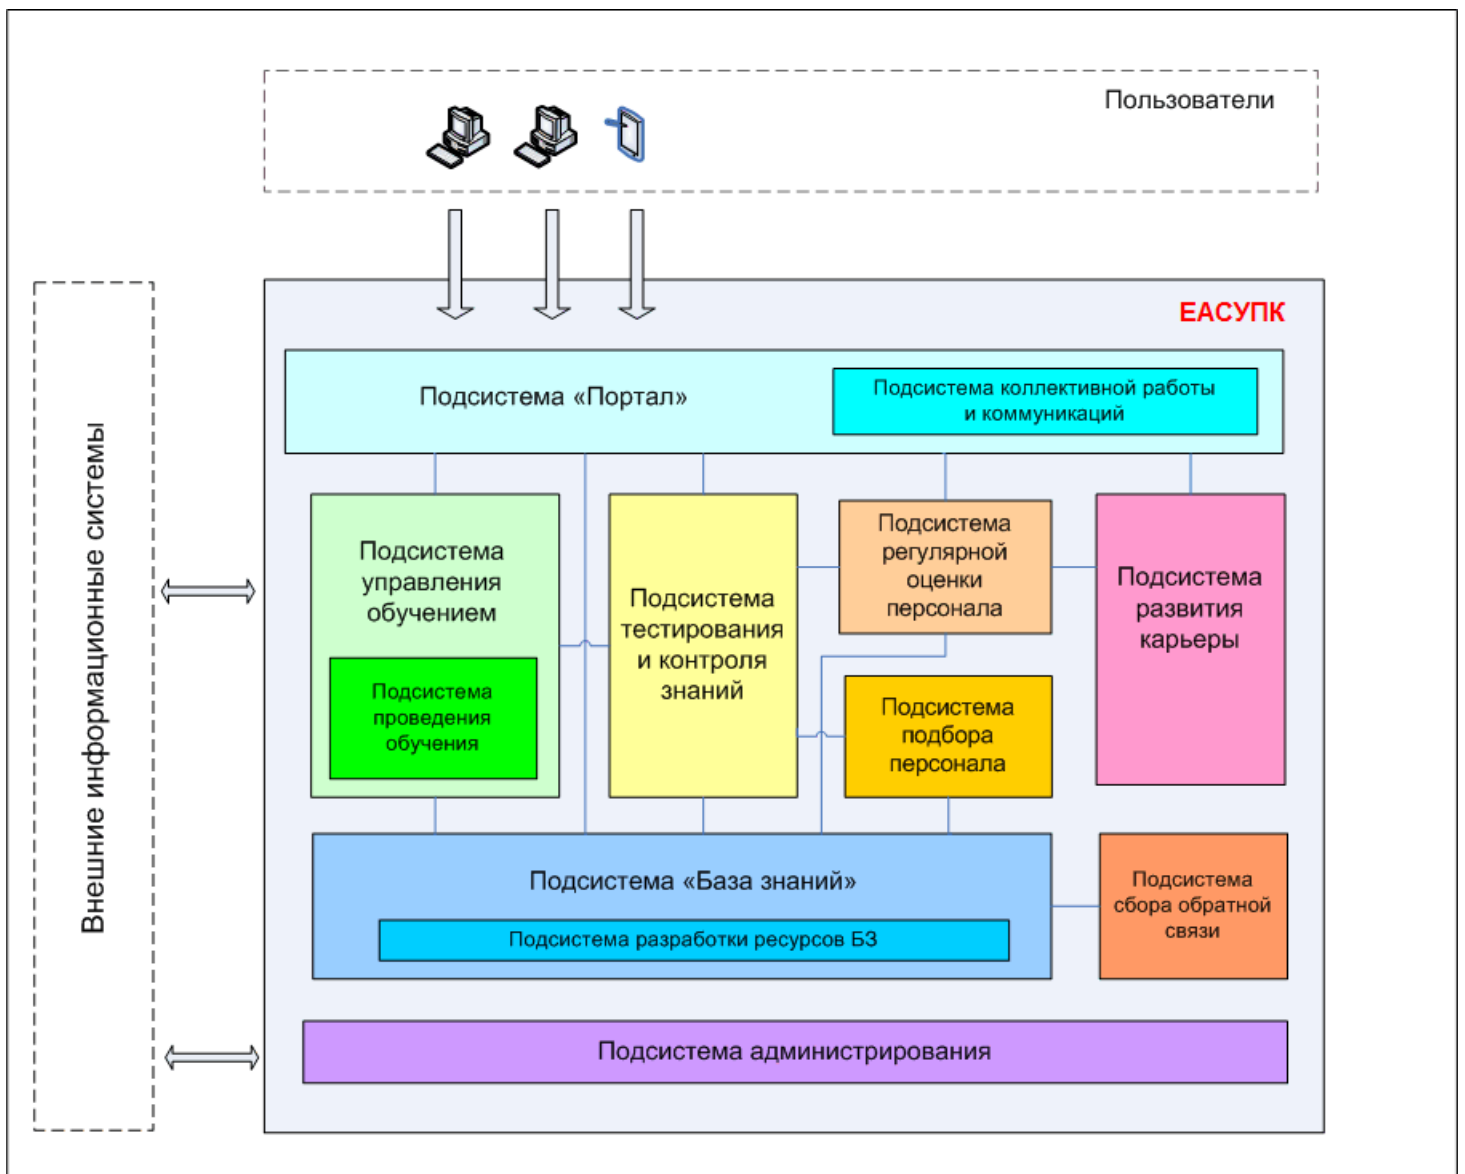 Пользователи
ЕАСУПК
Внешние информационные системы
Подсистема «Портал»
Подсистема коллективной работы
и коммуникаций
Подсистема
управления
обучением
Подсистема
проведения
обучения
Подсистема
тестирования
и контроля
знаний
Подсистема
регулярной
оценки
персонала
Подсистема
подбора
персонала
Подсистема
развития
карьеры
Подсистема «База знаний»
Подсистема разработки ресурсов БЗ
Подсистема
сбора обратной
связи
Подсистема администрирования